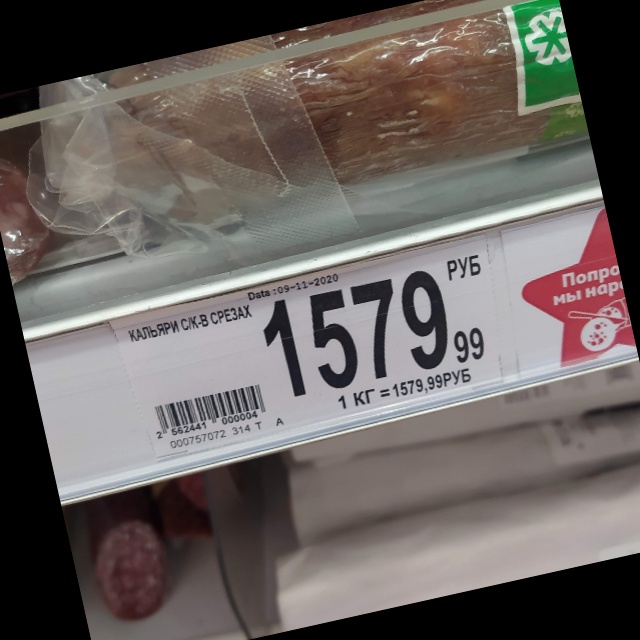 Data :09-11-2020
КАЛЬЯРИ С/К-В СРЕЗАХ
1579 99 РУБ
1 КГ =1579,99РУБ
2 562441 000004
000757072 314 T A
Попро
мы нар